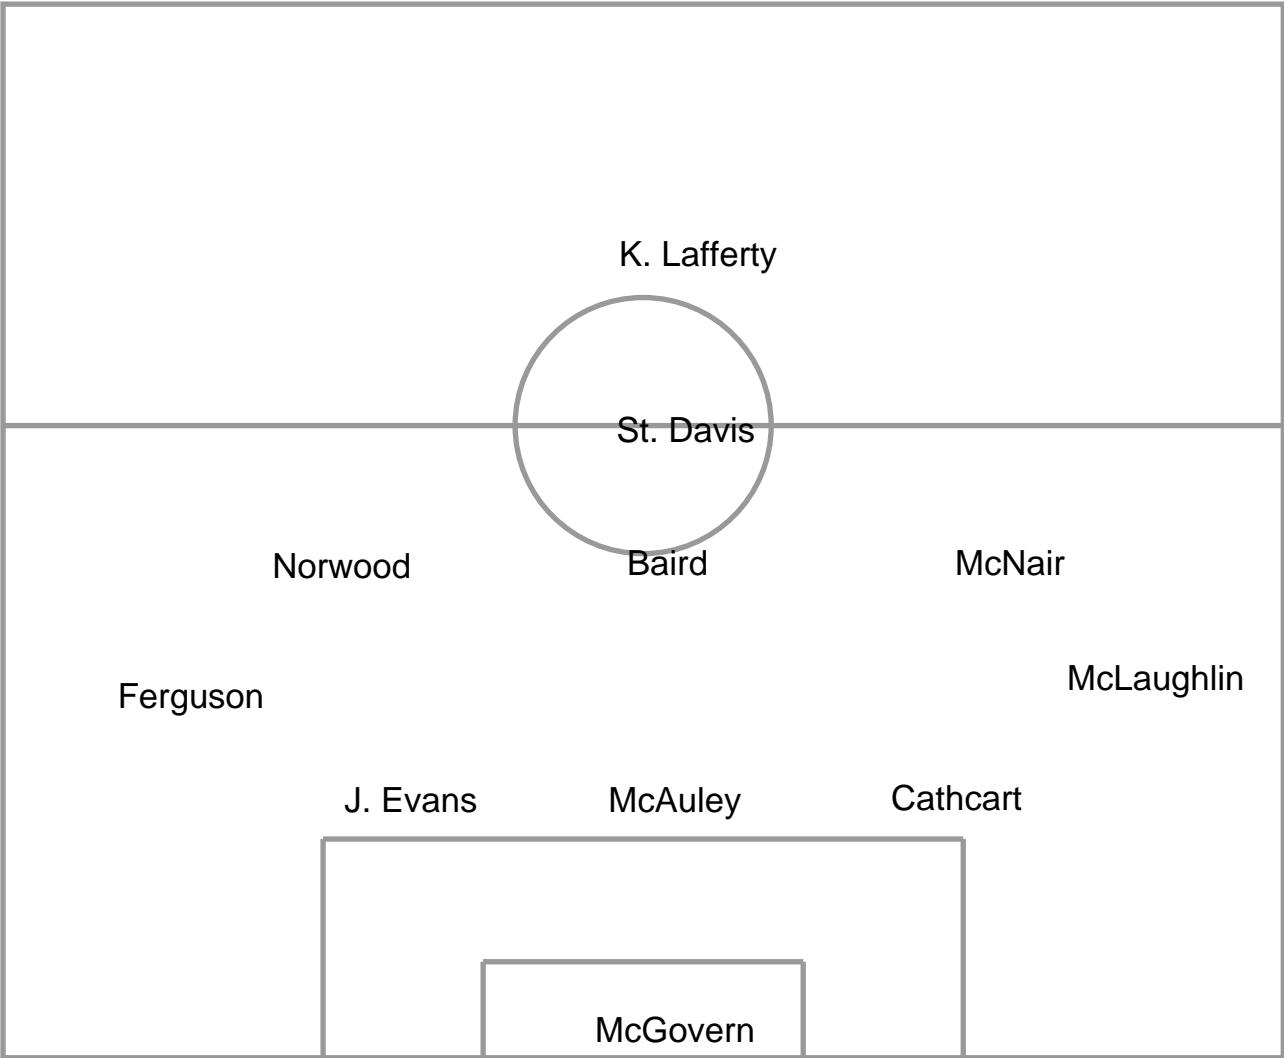 K. Lafferty
St. Davis
Norwood
Baird
McNair
Ferguson
McLaughlin
J. Evans
McAuley
Cathcart
McGovern